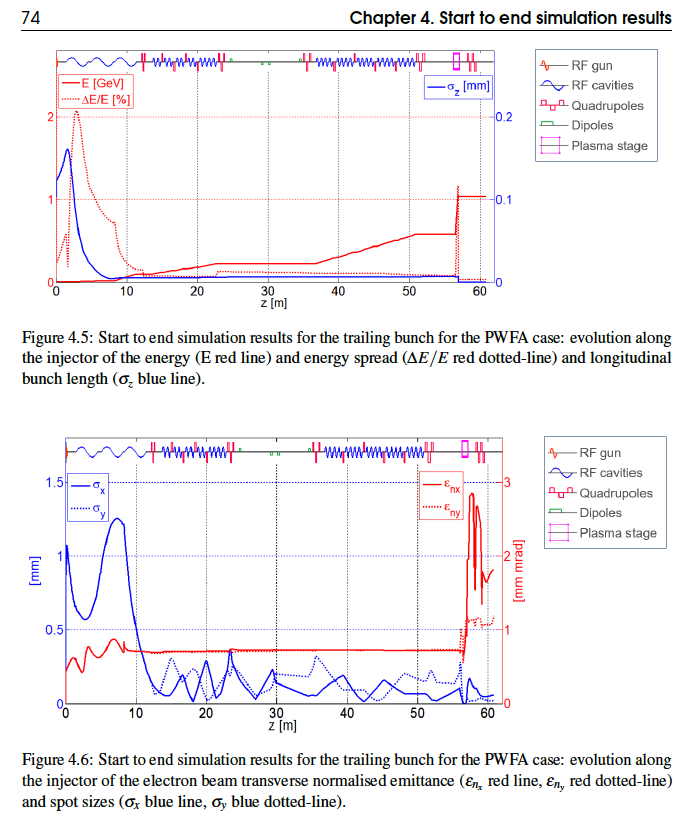 74
Chapter 4. Start to end simulation results
E [GeV]
ΔE/E [%]
σz [mm]
RF gun
RF cavities
Quadrupoles
Dipoles
Plasma stage
2
1
0
0.2
0.1
0
0 10 20 30 40 50 60
z [m]
Figure 4.5: Start to end simulation results for the trailing bunch for the PWFA case: evolution along
the injector of the energy (E red line) and energy spread (ΔE/E red dotted-line) and longitudinal
bunch length (σz blue line).
σx
σy
εnx
εny
RF gun
RF cavities
Quadrupoles
Dipoles
Plasma stage
1.5
1
0.5
0
[mm]
3
2
1
0
[mm mrad]
0 10 20 30 40 50 60
z [m]
Figure 4.6: Start to end simulation results for the trailing bunch for the PWFA case: evolution along
the injector of the electron beam transverse normalised emittance (εnx red line, εny red dotted-line)
and spot sizes (σx blue line, σy blue dotted-line).